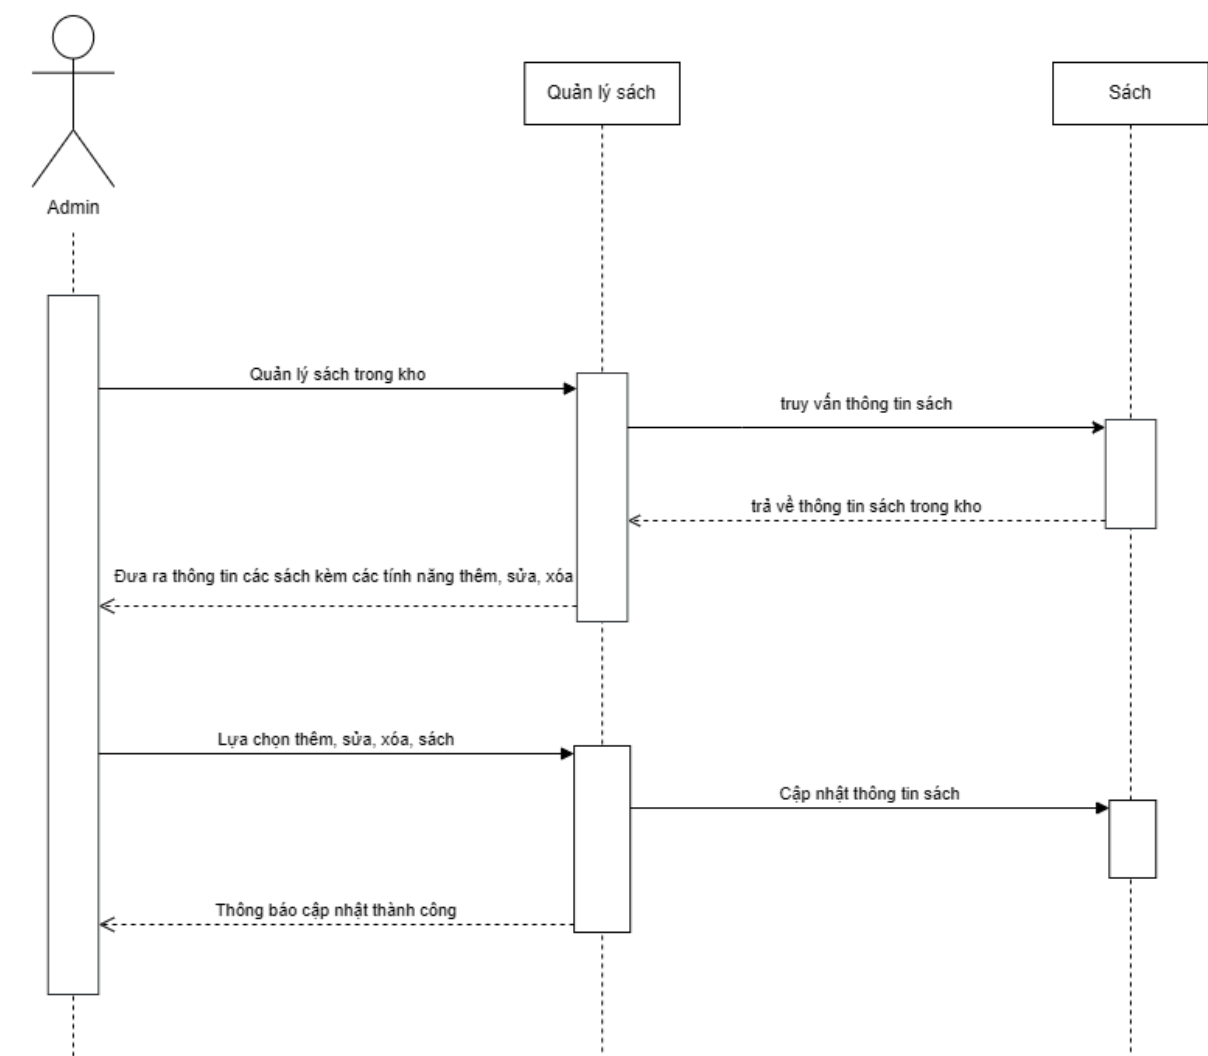 Quản lý sách
Sách
Admin
Quản lý sách trong kho
truy vấn thông tin sách
trả về thông tin sách trong kho
Đưa ra thông tin các sách kèm các tính năng thêm, sửa, xóa
Lựa chọn thêm, sửa, xóa, sách
Cập nhật thông tin sách
Thông báo cập nhật thành công